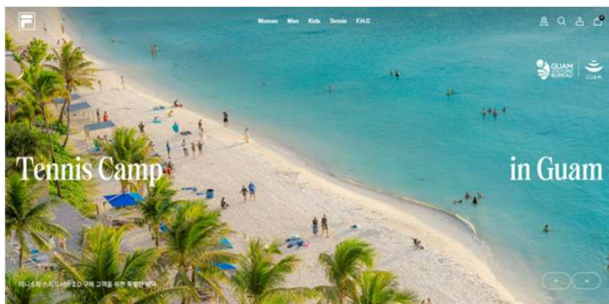 Women Men Kids Tennis F.H.C
GUAM
VISITORS
BUREAU
GUAM
Tennis Camp in Guam